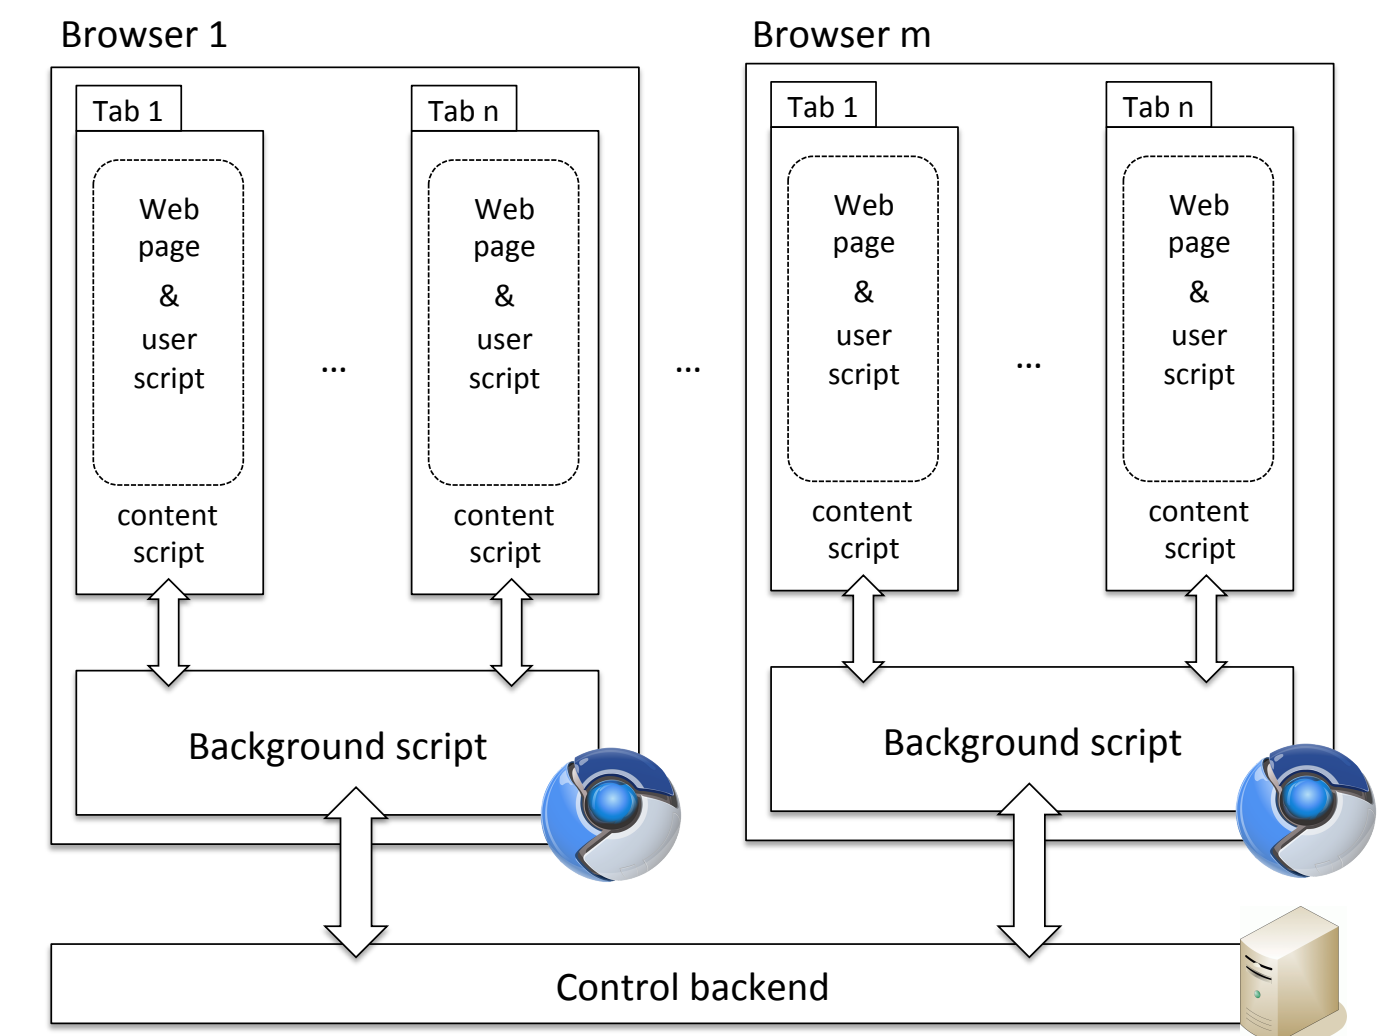 Browser 1
Browser m
Tab 1
Tab n
Tab 1
Tab n
Web
page
&
user
script
Web
page
&
user
script
Web
page
&
user
script
Web
page
&
user
script
...
...
...
content
script
content
script
content
script
content
script
Background script
Background script
Control backend